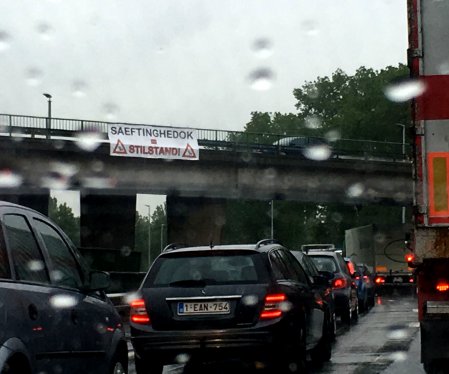 SAEFTINGHEDOK
=
STILSTAND!
1-EAN-754